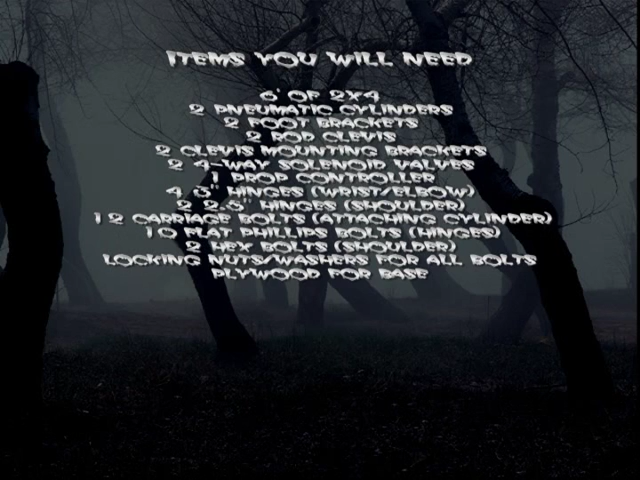 ITEMS YOU WILL NEED
6' OF 2X4
2 PNEUMATIC CYLINDERS
2 FOOT BRACKETS
2 ROD CLEVIS
2 CLEVIS MOUNTING BRACKETS
2 4-WAY SOLENOID VALVES
1 PROP CONTROLLER
4 3" HINGES (WRIST/ELBOW)
2 2.5" HINGES (SHOULDER)
12 CARRIAGE BOLTS (ATTACHING CYLINDER)
10 FLAT PHILLIPS BOLTS (HINGES)
2 HEX BOLTS (SHOULDER)
LOCKING NUTS/WASHERS FOR ALL BOLTS
PLYWOOD FOR BASE